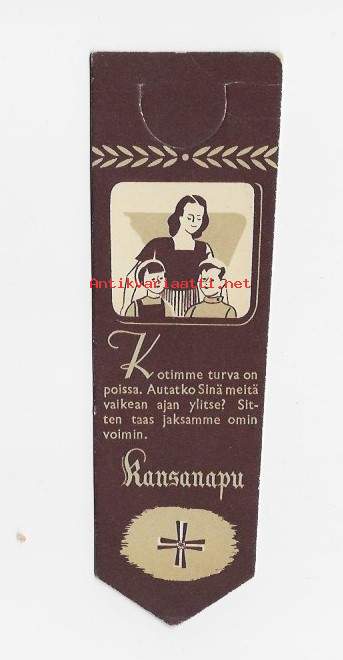 Antikvariaatti.net
Kotimme turva on
poissa. Autatko Sinä meitä
vaikean ajan ylitse? Sit-
ten taas jaksamme omin
voimin.
Kansanapu